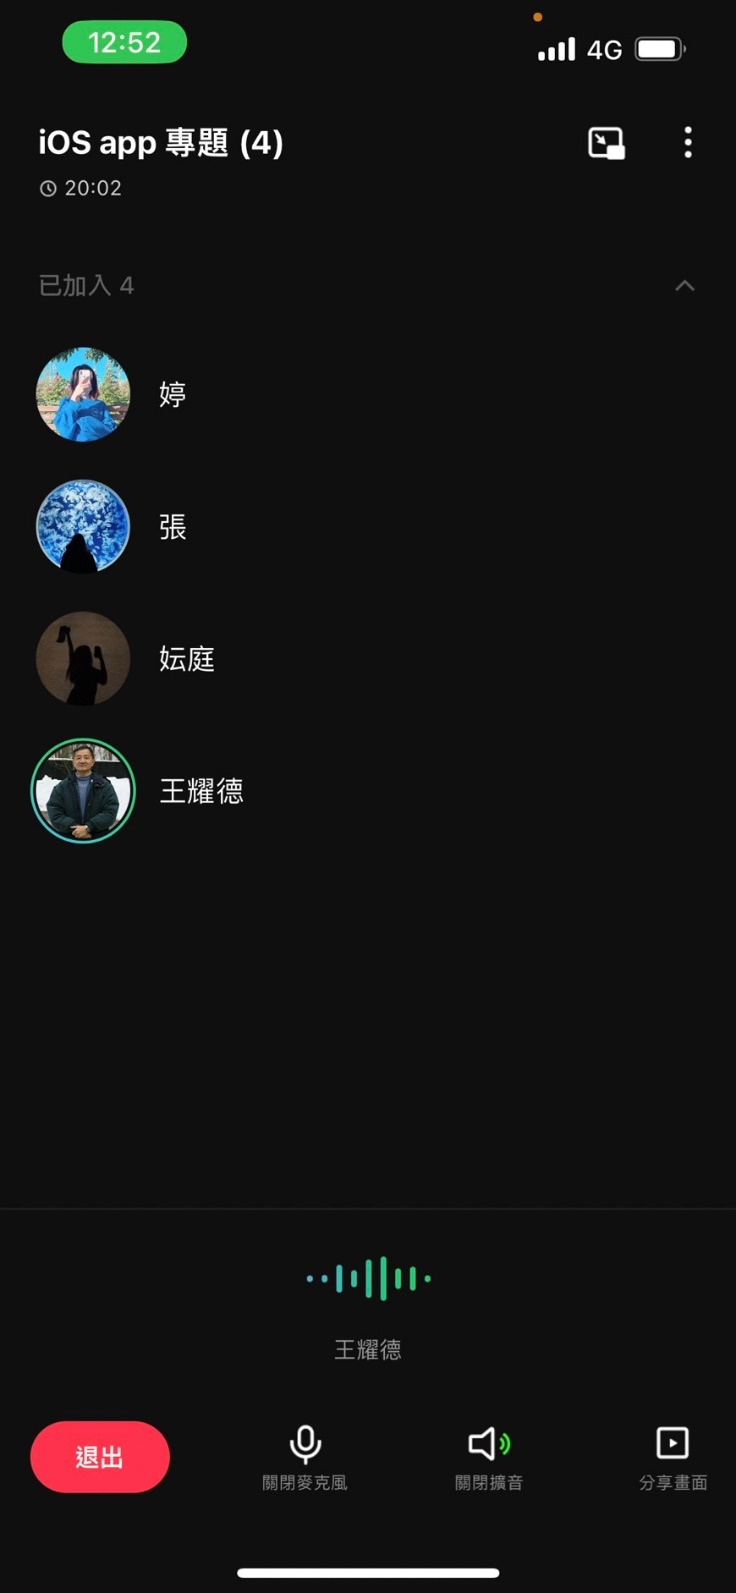 12:52
4G
iOS app 專題 (4)
20:02
已加入 4
婷
張
妘庭
王耀德
王耀德
退出
關閉麥克風
關閉擴音
分享畫面